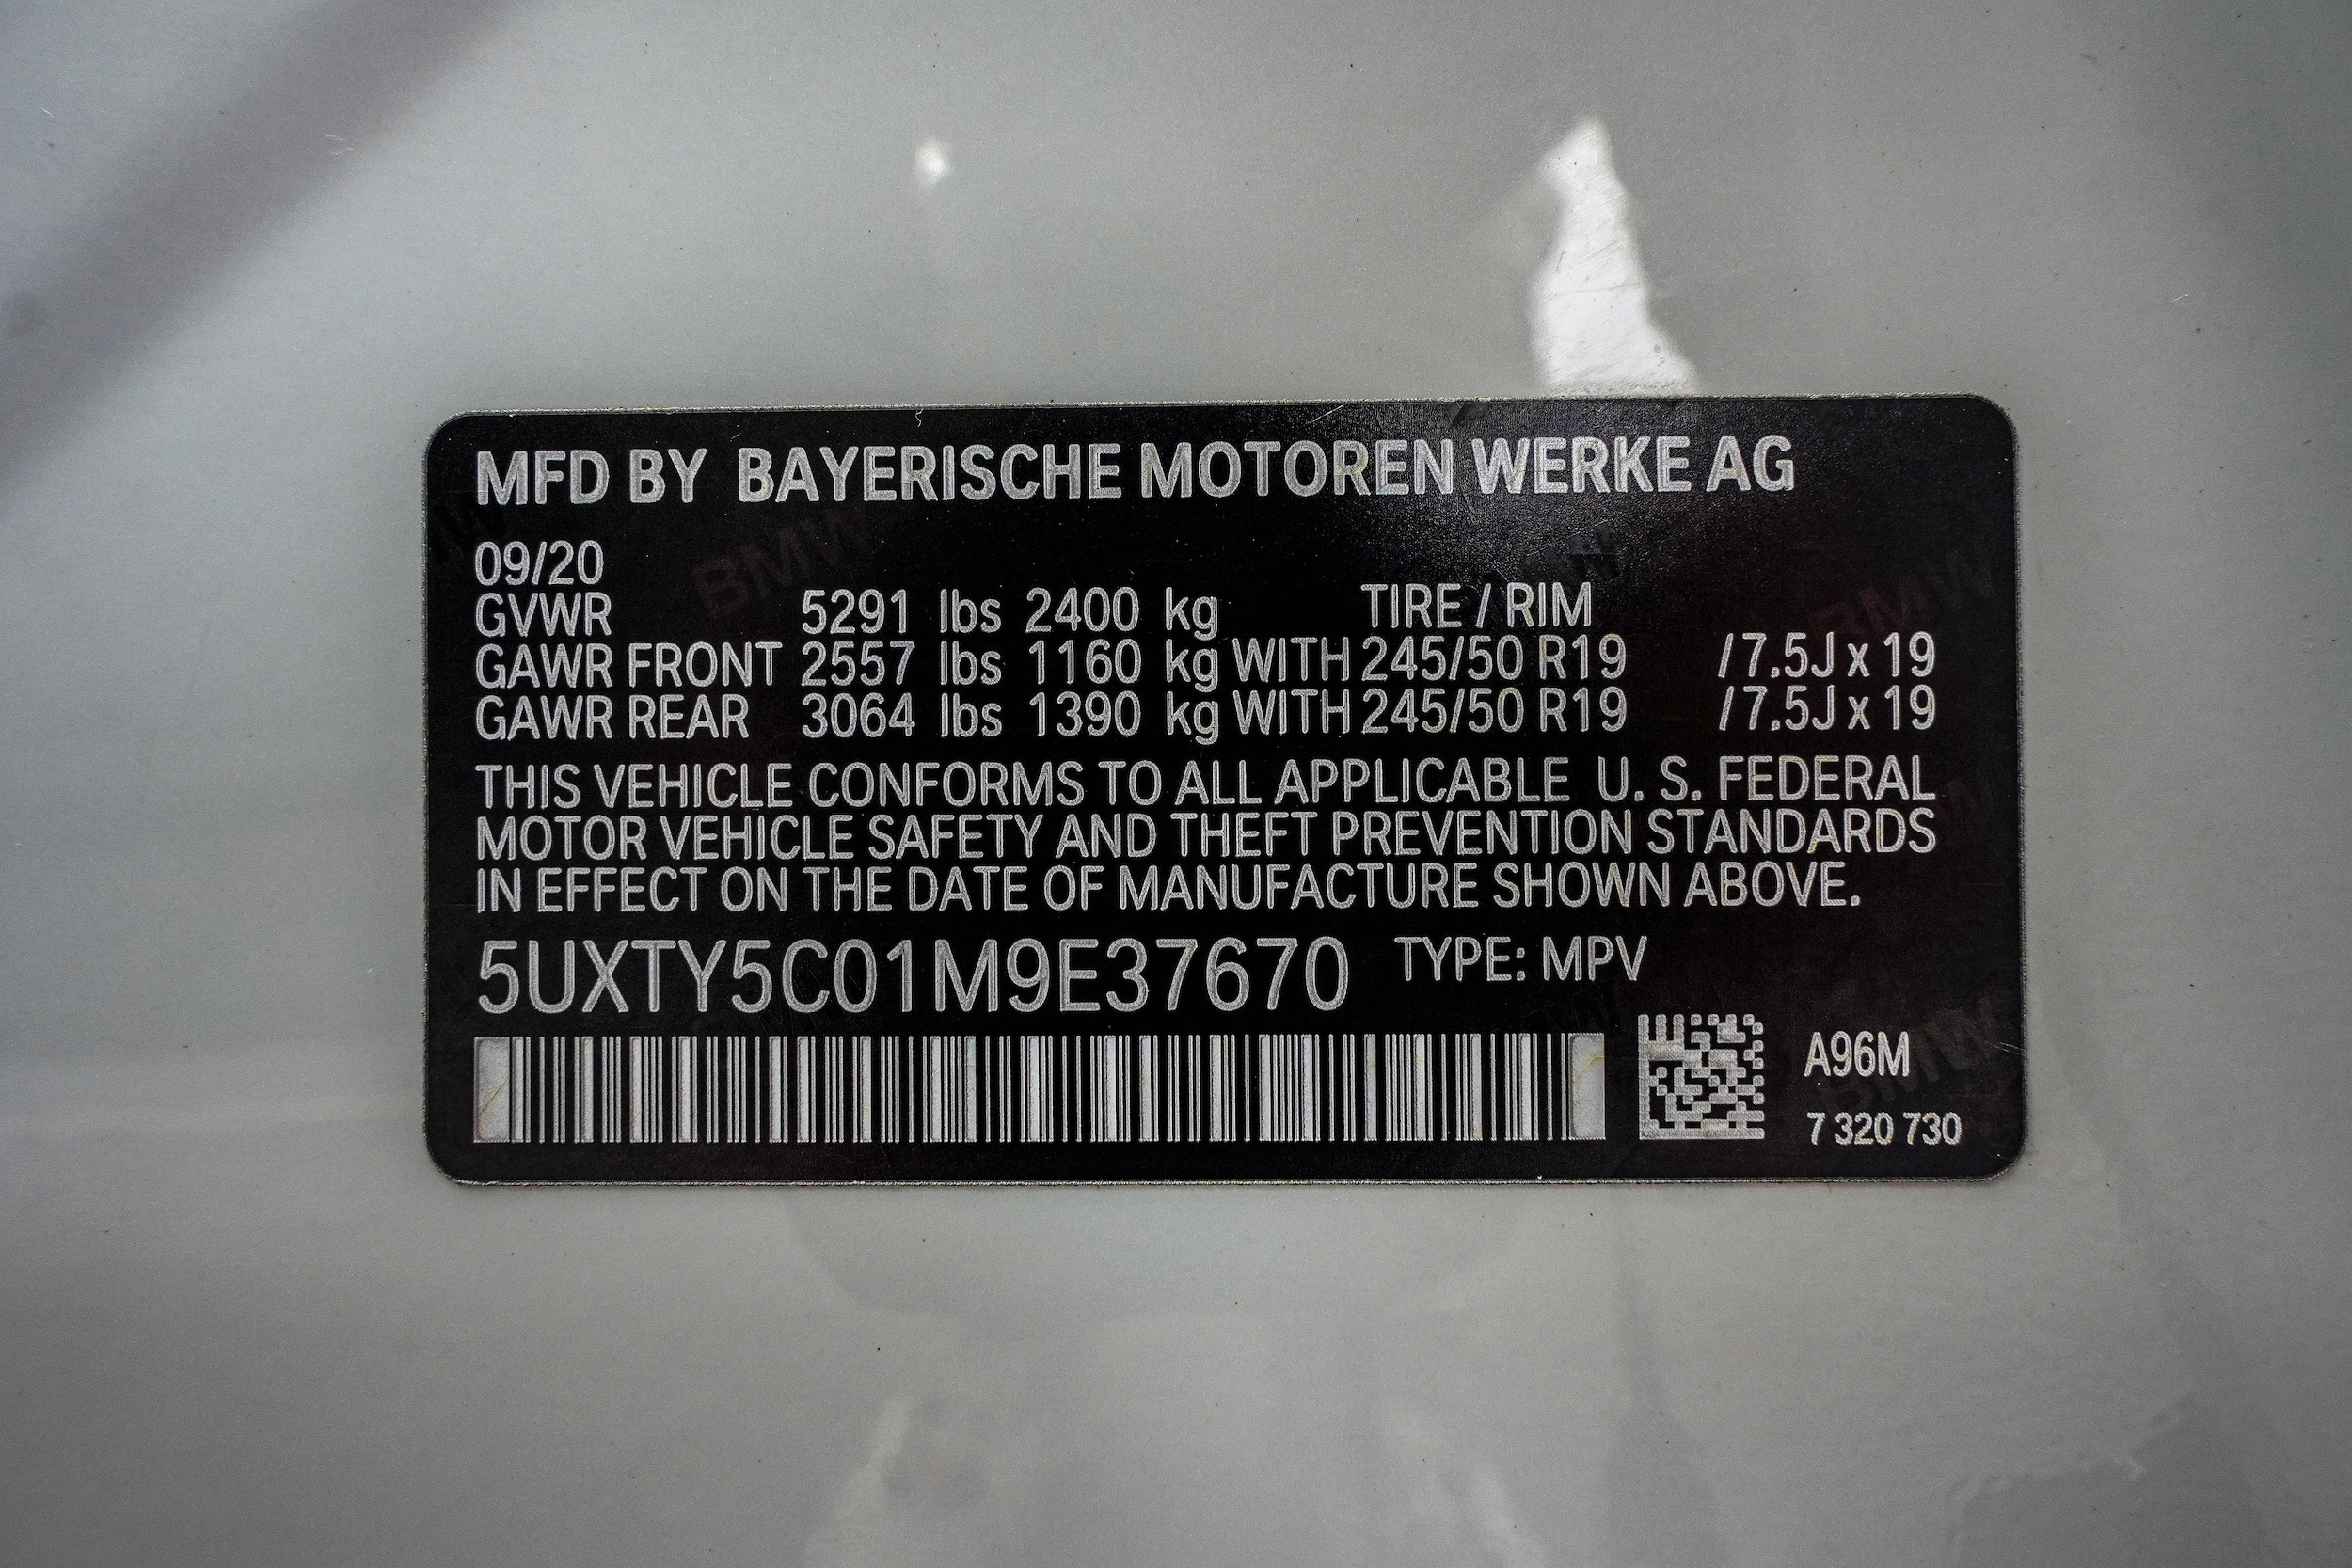 MFD BY BAYERISCHE MOTOREN WERKE AG
09/20
GVWR 5291 lbs 2400 kg TIRE / RIM
GAWR FRONT 2557 lbs 1160 kg WITH 245/50 R19 / 7.5J x 19
GAWR REAR 3064 lbs 1390 kg WITH 245/50 R19 / 7.5J x 19
THIS VEHICLE CONFORMS TO ALL APPLICABLE U. S. FEDERAL
MOTOR VEHICLE SAFETY AND THEFT PREVENTION STANDARDS
IN EFFECT ON THE DATE OF MANUFACTURE SHOWN ABOVE.
5UXTY5C01M9E37670 TYPE: MPV
A96M
7 320 730